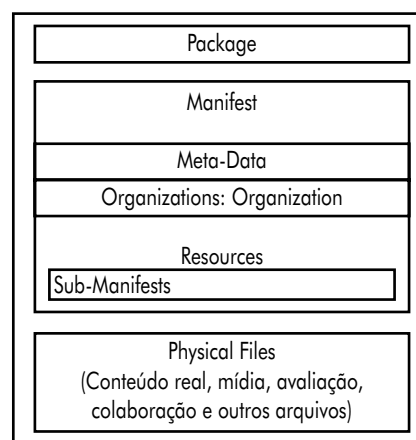 Package
Manifest
Meta-Data
Organizations: Organization
Resources
Sub-Manifests
Physical Files
(Conteúdo real, mídia, avaliação,
colaboração e outros arquivos)